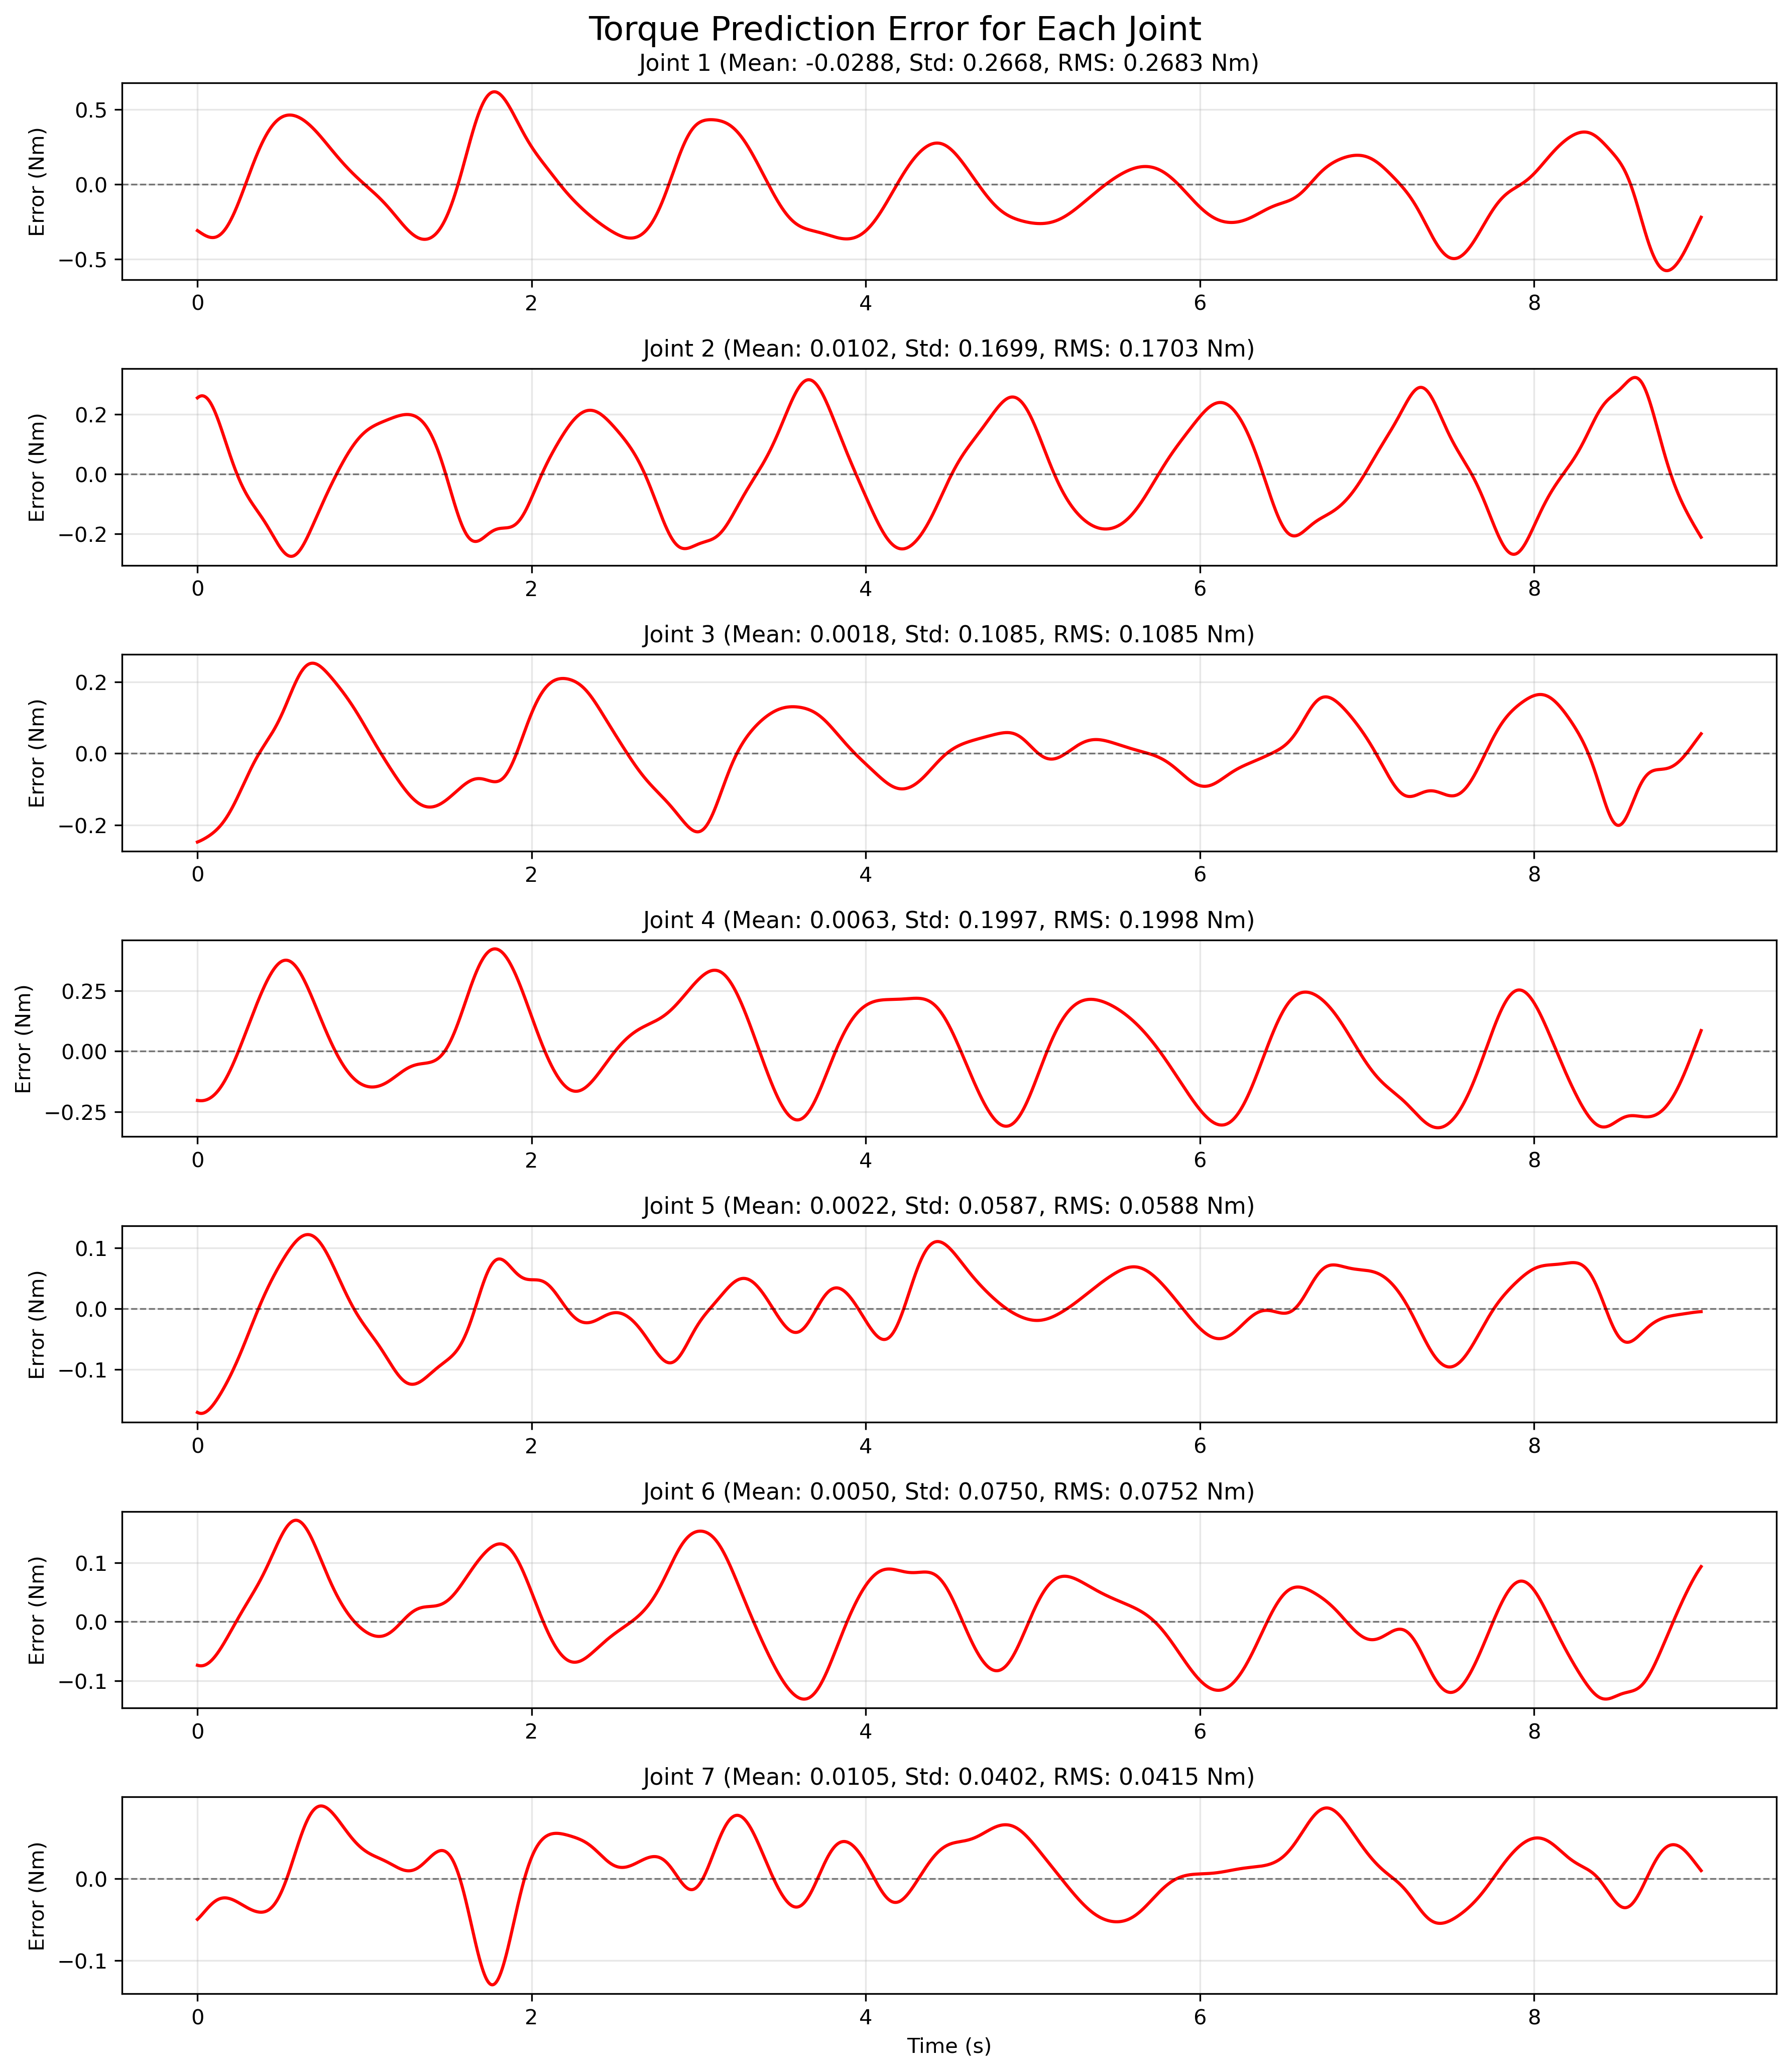 Torque Prediction Error for Each Joint
Joint 1 (Mean: -0.0288, Std: 0.2668, RMS: 0.2683 Nm)
Error (Nm)
0.5
0.0
−0.5
0 2 4 6 8
Joint 2 (Mean: 0.0102, Std: 0.1699, RMS: 0.1703 Nm)
Error (Nm)
0.2
0.0
−0.2
0 2 4 6 8
Joint 3 (Mean: 0.0018, Std: 0.1085, RMS: 0.1085 Nm)
Error (Nm)
0.2
0.0
−0.2
0 2 4 6 8
Joint 4 (Mean: 0.0063, Std: 0.1997, RMS: 0.1998 Nm)
Error (Nm)
0.25
0.00
−0.25
0 2 4 6 8
Joint 5 (Mean: 0.0022, Std: 0.0587, RMS: 0.0588 Nm)
Error (Nm)
0.1
0.0
−0.1
0 2 4 6 8
Joint 6 (Mean: 0.0050, Std: 0.0750, RMS: 0.0752 Nm)
Error (Nm)
0.1
0.0
−0.1
0 2 4 6 8
Joint 7 (Mean: 0.0105, Std: 0.0402, RMS: 0.0415 Nm)
Error (Nm)
0.0
−0.1
0 2 4 6 8
Time (s)